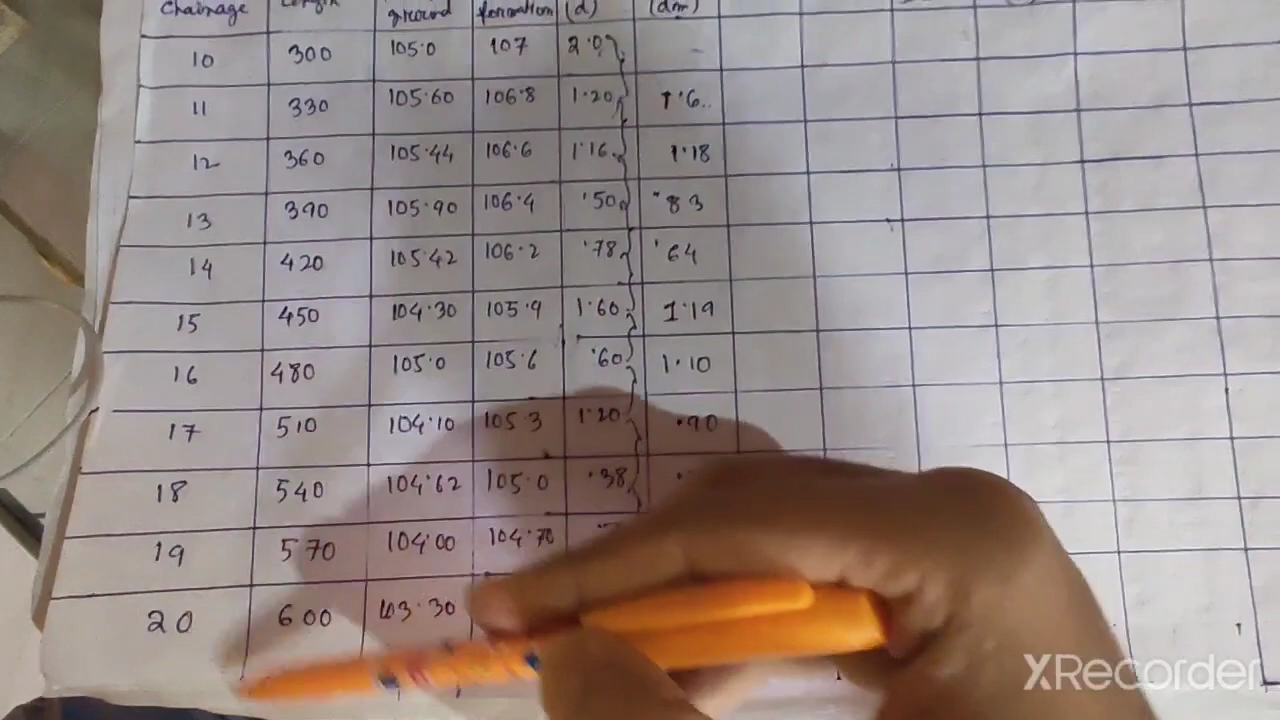 Chainage Length ground formation (d) (dm)
10 300 105.0 107 2.0
11 330 105.60 106.8 1.20 1.6
12 360 105.44 106.6 1.16 1.18
13 390 105.90 106.4 .50 .83
14 420 105.42 106.2 .78 .64
15 450 104.30 105.9 1.60 1.19
16 480 105.0 105.6 .60 1.10
17 510 104.10 105.3 1.20 .90
18 540 104.62 105.0 .38
19 570 104.00 104.70
20 600 103.30
XRecorder